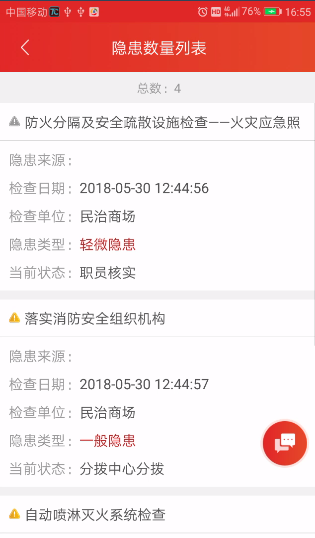 中国移动 HD 4G 76% 16:55
隐患数量列表
总数：4
防火分隔及安全疏散设施检查——火灾应急照
隐患来源：
检查日期：2018-05-30 12:44:56
检查单位：民治商场
隐患类型：轻微隐患
当前状态：职员核实
落实消防安全组织机构
隐患来源：
检查日期：2018-05-30 12:44:57
检查单位：民治商场
隐患类型：一般隐患
当前状态：分拨中心分拨
自动喷淋灭火系统检查